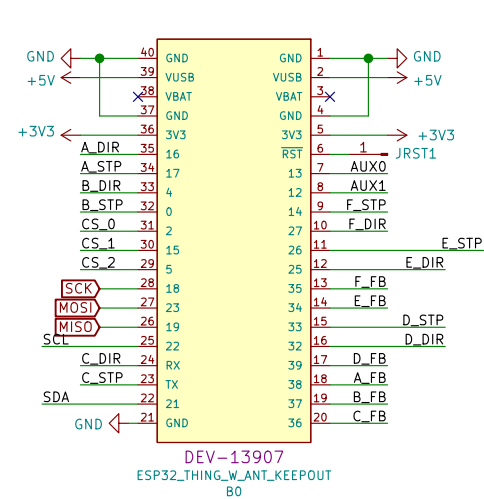 GND 40 GND GND 1 GND
+5V 39 VUSB VUSB 2 +5V
38 VBAT VBAT 3
37 GND GND 4
+3V3 36 3V3 3V3 5 +3V3
A_DIR 35 16 RST 6 1 JRST1
A_STP 34 17 13 7 AUX0
B_DIR 33 4 12 8 AUX1
B_STP 32 0 14 9 F_STP
CS_0 31 2 27 10 F_DIR
CS_1 30 15 26 11 E_STP
CS_2 29 5 25 12 E_DIR
SCK 28 18 35 13 F_FB
MOSI 27 23 34 14 E_FB
MISO 26 19 33 15 D_STP
SCL 25 22 32 16 D_DIR
C_DIR 24 RX 39 17 D_FB
C_STP 23 TX 38 18 A_FB
SDA 22 21 37 19 B_FB
GND 21 GND 36 20 C_FB
DEV-13907
ESP32_THING_W_ANT_KEEPOUT
B0